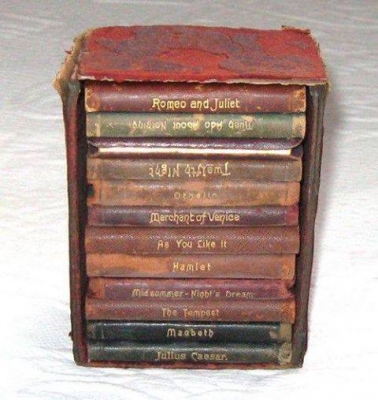 Romeo and Juliet
Much Ado About Nothing
Twelfth Night
Othello
Merchant of Venice
As You Like It
Hamlet
Midsummer-Night's Dream
The Tempest
Macbeth
Julius Caesar.